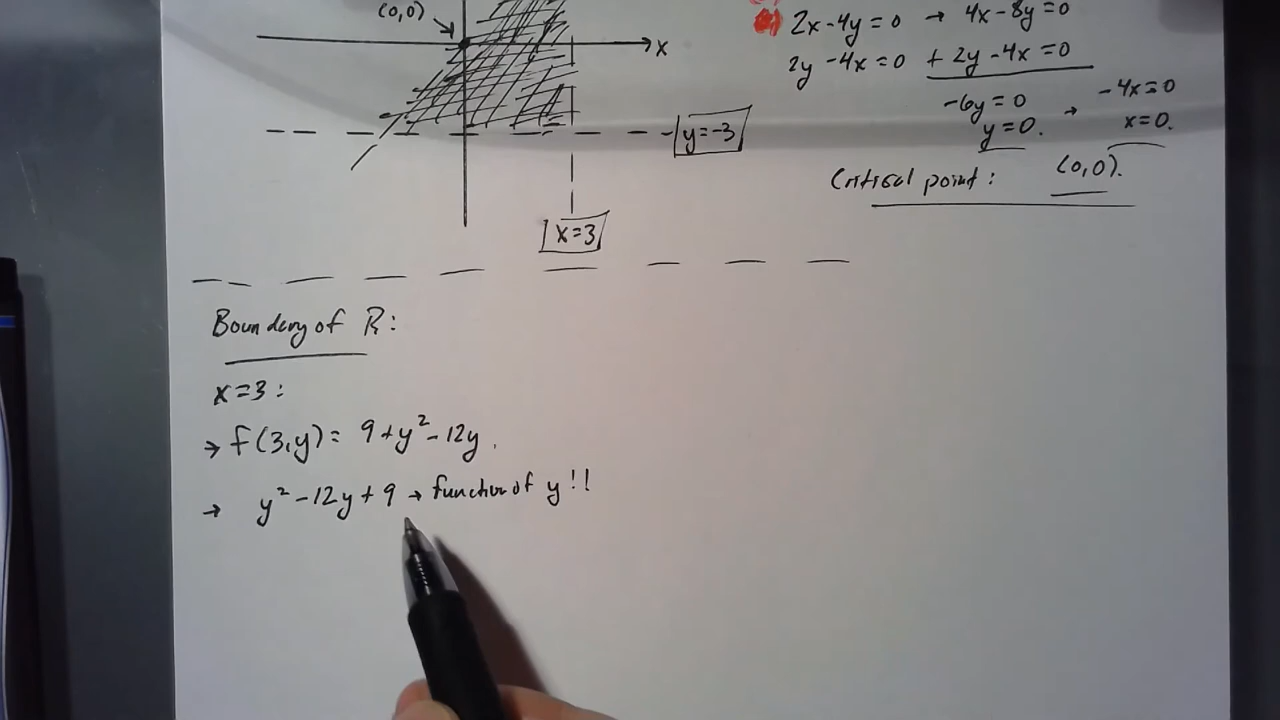 (0,0)
x
y=-3
x=3
2x-4y=0 → 4x-8y=0
2y-4x=0 + 2y-4x=0
-6y=0 → -4x=0
y=0. x=0.
Critical point: (0,0).
Boundary of R:
x=3:
→ f(3,y)= 9+y²-12y.
→ y²-12y+9 → function of y!!